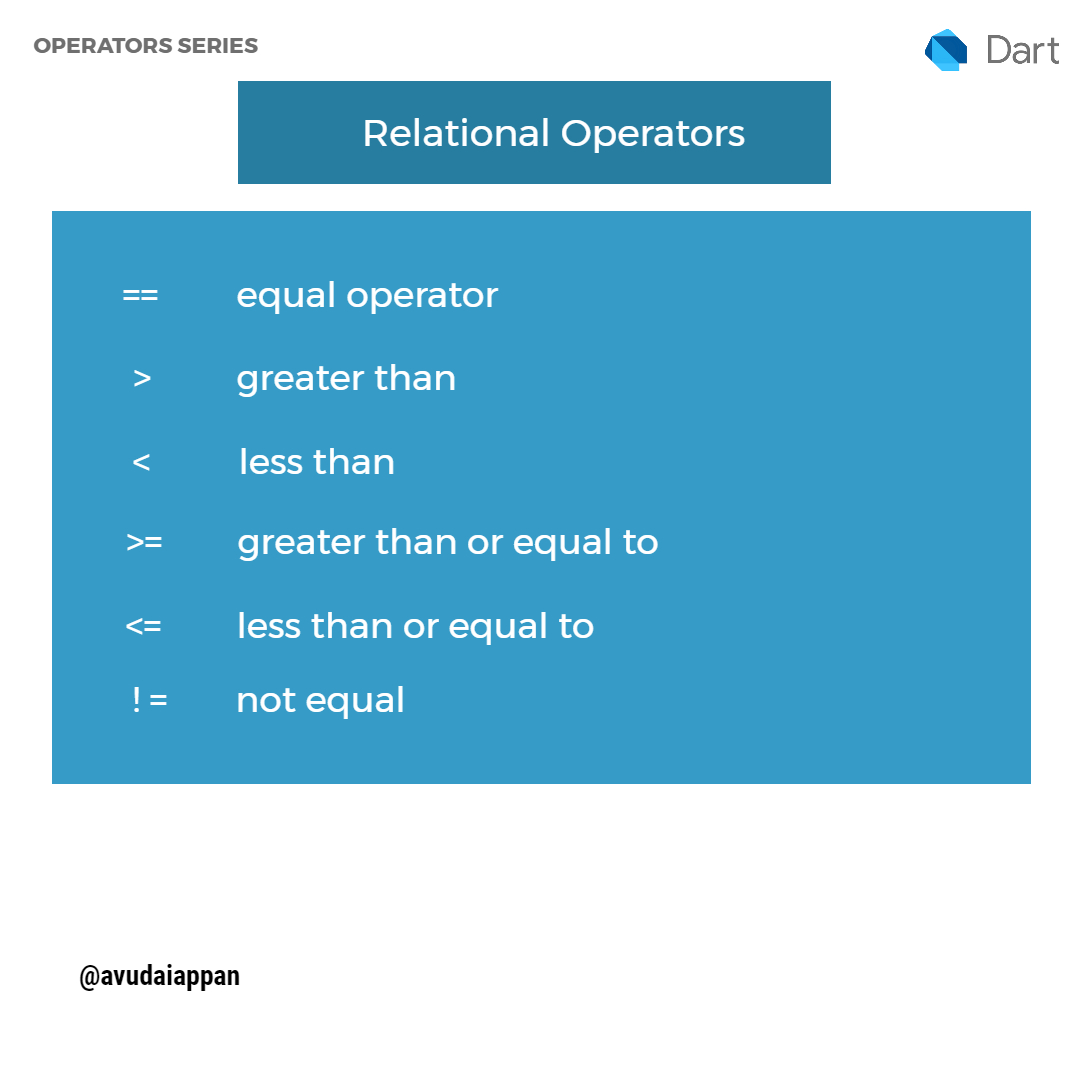 OPERATORS SERIES
Dart
Relational Operators
== equal operator
> greater than
< less than
>= greater than or equal to
<= less than or equal to
! = not equal
@avudaiappan